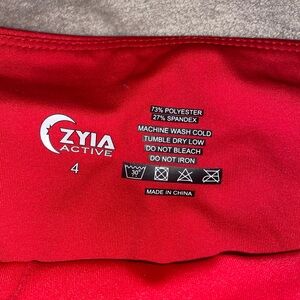 ZYIA
ACTIVE
4
73% POLYESTER
27% SPANDEX
MACHINE WASH COLD
TUMBLE DRY LOW
DO NOT BLEACH
DO NOT IRON
30°
MADE IN CHINA